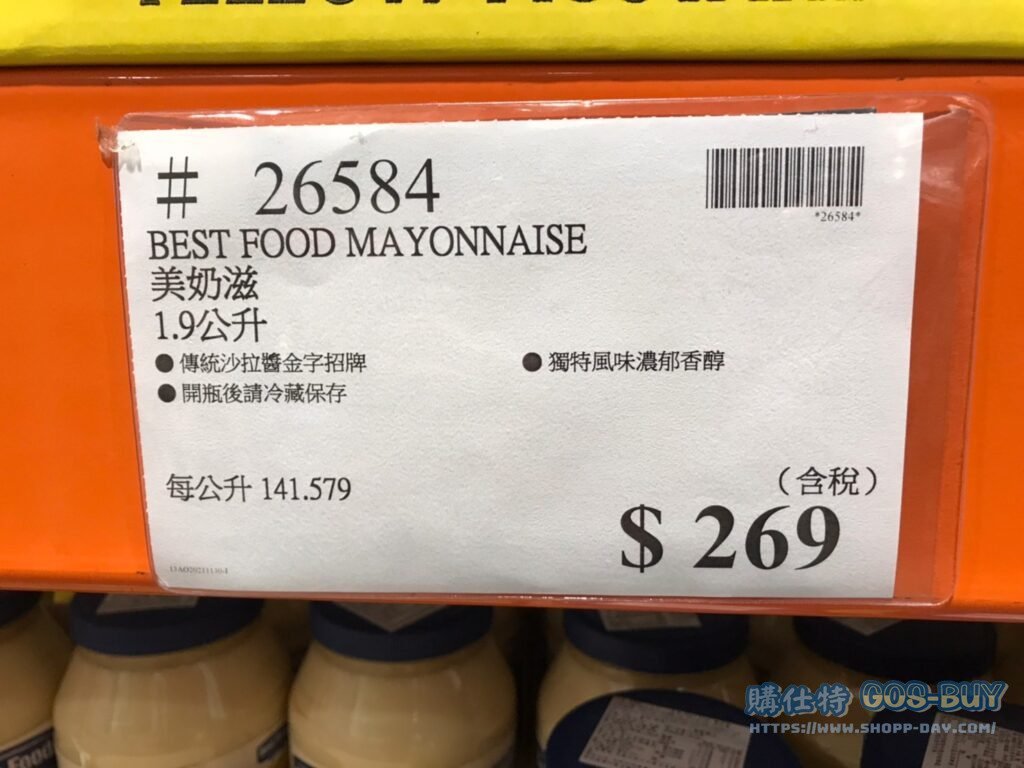 # 26584
*26584*
BEST FOOD MAYONNAISE
美奶滋
1.9公升
●傳統沙拉醬金字招牌
●獨特風味濃郁香醇
●開瓶後請冷藏保存
每公升 141.579
（含稅）
$ 269
Food
購仕特 GOS-BUY
HTTPS://WWW.SHOPP-DAY.COM/